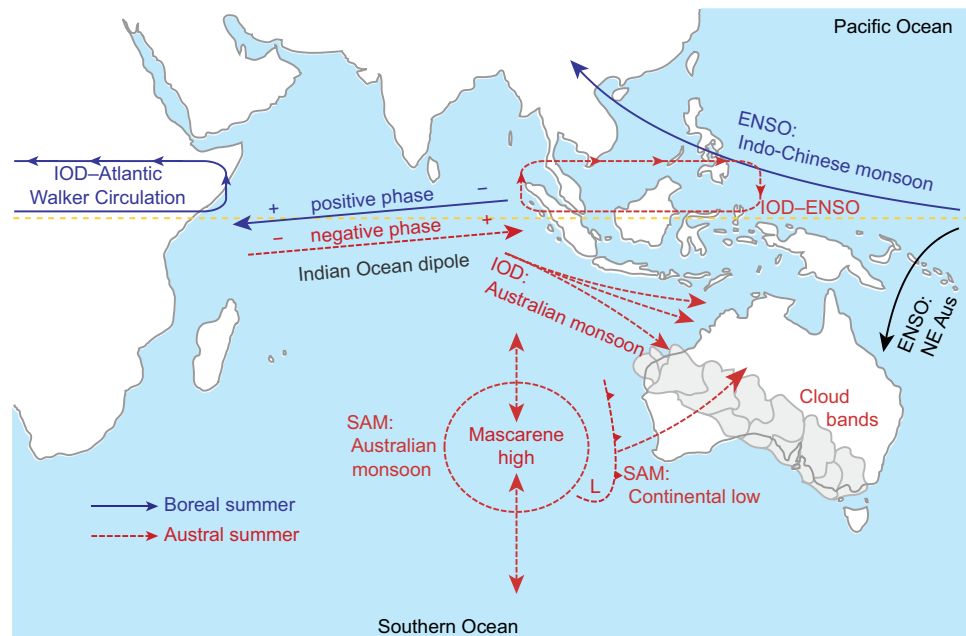 Pacific Ocean
ENSO:
Indo-Chinese monsoon
IOD–Atlantic
Walker Circulation
+ positive phase –
IOD–ENSO
– negative phase +
Indian Ocean dipole
IOD:
Australian monsoon
ENSO:
NE Aus
SAM:
Australian
monsoon
Mascarene
high
Cloud
bands
L
SAM:
Continental low
Boreal summer
Austral summer
Southern Ocean